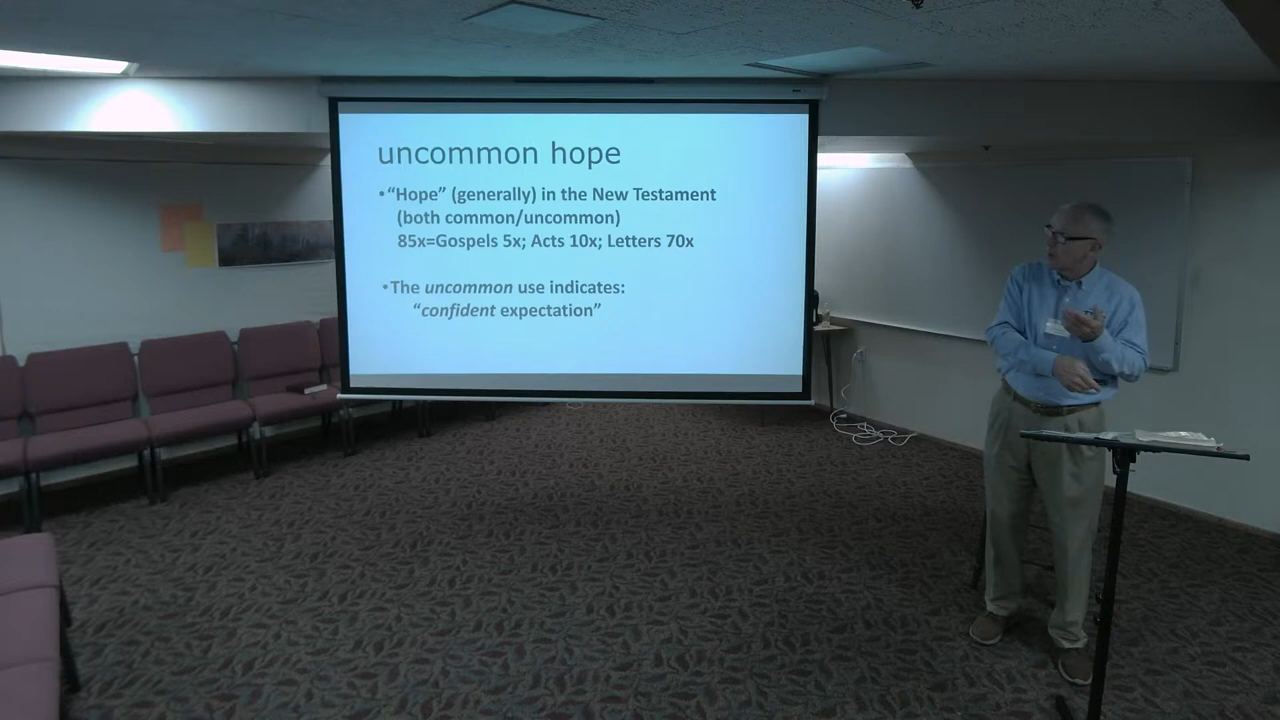 uncommon hope
•“Hope” (generally) in the New Testament
(both common/uncommon)
85x=Gospels 5x; Acts 10x; Letters 70x
•The uncommon use indicates:
“confident expectation”